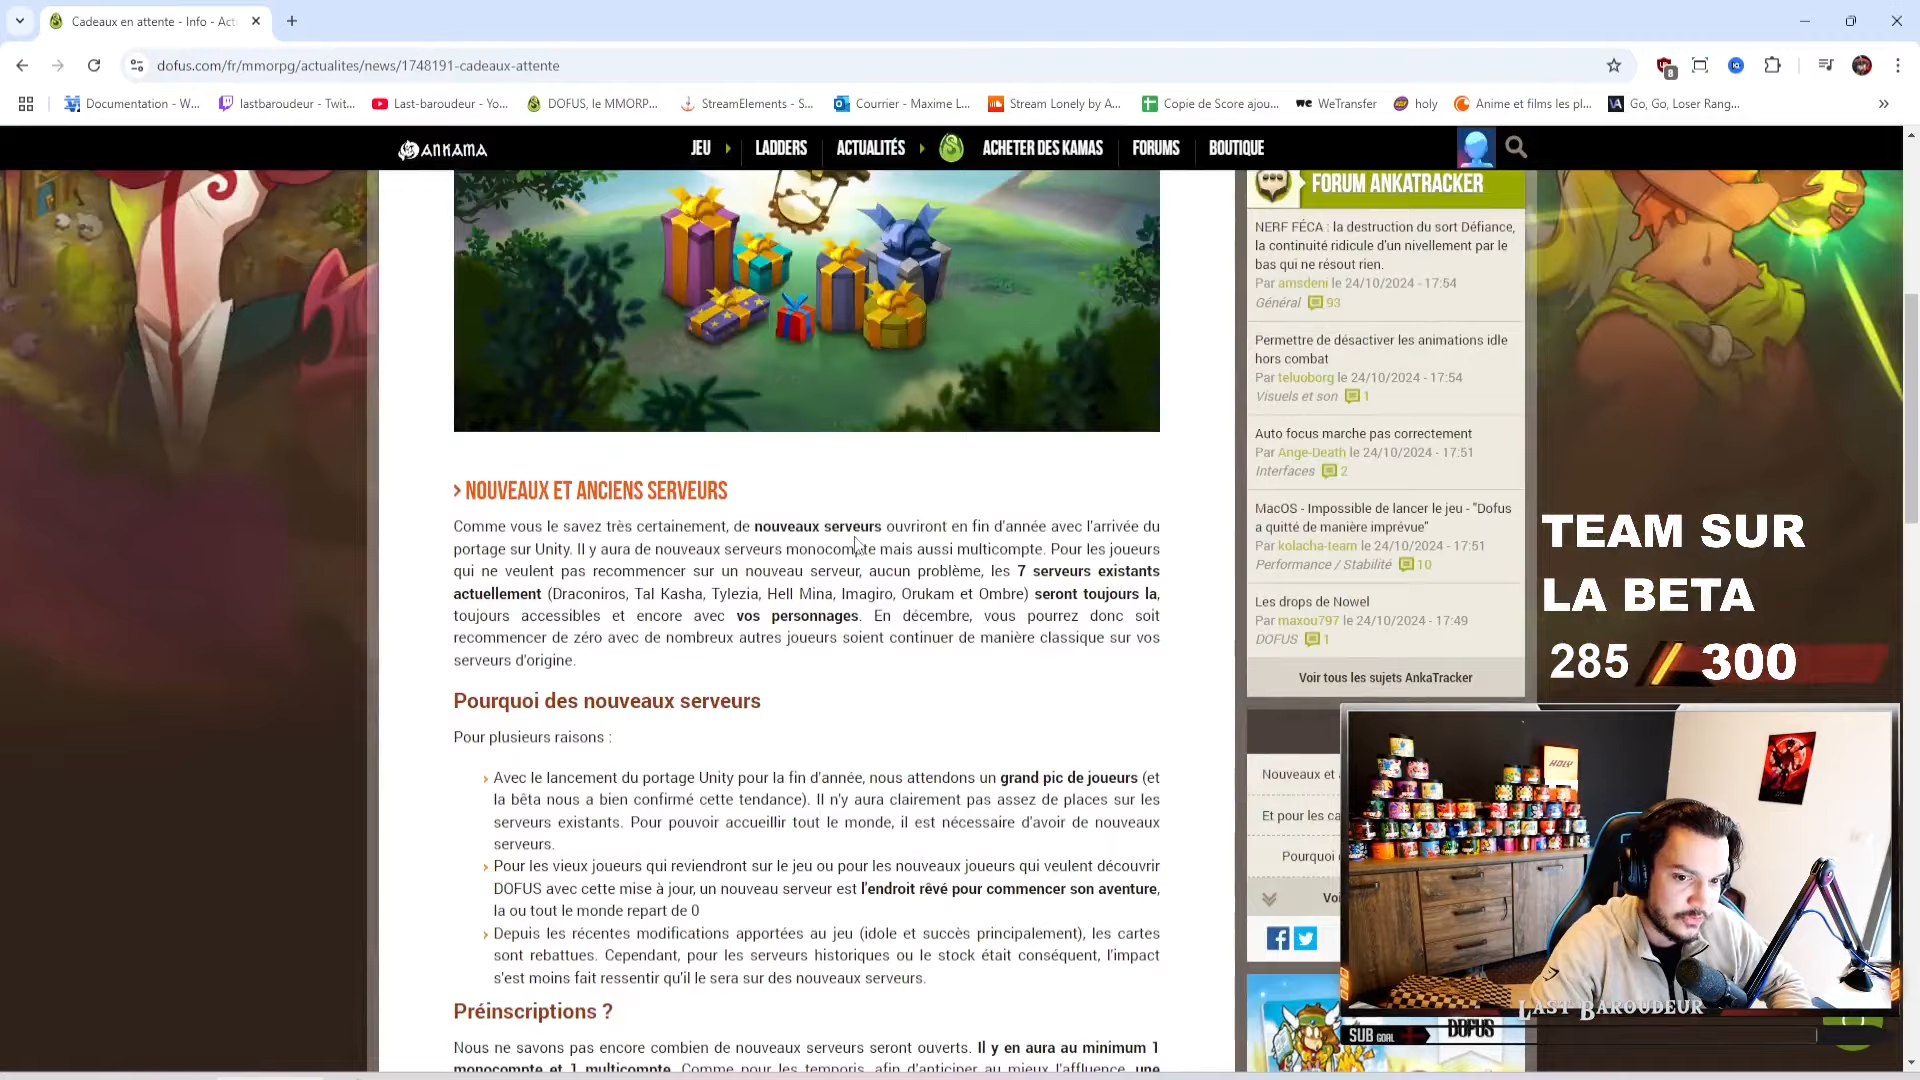 Cadeaux en attente - Info - Act
dofus.com/fr/mmorpg/actualites/news/1748191-cadeaux-attente
8
Documentation - W...
lastbaroudeur - Twit...
Last-baroudeur - Yo...
DOFUS, le MMORP...
StreamElements - S...
Courrier - Maxime L...
Stream Lonely by A...
Copie de Score ajou...
WeTransfer
holy
Anime et films les pl...
Go, Go, Loser Rang...
ANKAMA
JEU
LADDERS
ACTUALITÉS
ACHETER DES KAMAS
FORUMS
BOUTIQUE
> NOUVEAUX ET ANCIENS SERVEURS
Comme vous le savez très certainement, de nouveaux serveurs ouvriront en fin d'année avec l'arrivée du
portage sur Unity. Il y aura de nouveaux serveurs monocompte mais aussi multicompte. Pour les joueurs
qui ne veulent pas recommencer sur un nouveau serveur, aucun problème, les 7 serveurs existants
actuellement (Draconiros, Tal Kasha, Tylezia, Hell Mina, Imagiro, Orukam et Ombre) seront toujours la,
toujours accessibles et encore avec vos personnages. En décembre, vous pourrez donc soit
recommencer de zéro avec de nombreux autres joueurs soient continuer de manière classique sur vos
serveurs d'origine.
Pourquoi des nouveaux serveurs
Pour plusieurs raisons :
› Avec le lancement du portage Unity pour la fin d'année, nous attendons un grand pic de joueurs (et
la bêta nous a bien confirmé cette tendance). Il n'y aura clairement pas assez de places sur les
serveurs existants. Pour pouvoir accueillir tout le monde, il est nécessaire d'avoir de nouveaux
serveurs.
› Pour les vieux joueurs qui reviendront sur le jeu ou pour les nouveaux joueurs qui veulent découvrir
DOFUS avec cette mise à jour, un nouveau serveur est l'endroit rêvé pour commencer son aventure,
la ou tout le monde repart de 0
› Depuis les récentes modifications apportées au jeu (idole et succès principalement), les cartes
sont rebattues. Cependant, pour les serveurs historiques ou le stock était conséquent, l'impact
s'est moins fait ressentir qu'il le sera sur des nouveaux serveurs.
Préinscriptions ?
Nous ne savons pas encore combien de nouveaux serveurs seront ouverts. Il y en aura au minimum 1
monocompte et 1 multicompte. Comme pour les temporis, afin d'anticiper au mieux l'affluence, une
FORUM ANKATRACKER
NERF FÉCA : la destruction du sort Défiance,
la continuité ridicule d'un nivellement par le
bas qui ne résout rien.
Par amsdeni le 24/10/2024 - 17:54
Général 93
Permettre de désactiver les animations idle
hors combat
Par teluoborg le 24/10/2024 - 17:54
Visuels et son 1
Auto focus marche pas correctement
Par Ange-Death le 24/10/2024 - 17:51
Interfaces 2
MacOS - Impossible de lancer le jeu - "Dofus
a quitté de manière imprévue"
Par kolacha-team le 24/10/2024 - 17:51
Performance / Stabilité 10
Les drops de Nowel
Par maxou797 le 24/10/2024 - 17:49
DOFUS 1
Voir tous les sujets AnkaTracker
Nouveaux et
Et pour les ca
Pourquoi
Voi
TEAM SUR
LA BETA
285 / 300
HOLY
LAST BAROUDEUR
SUB GOAL
DOFUS